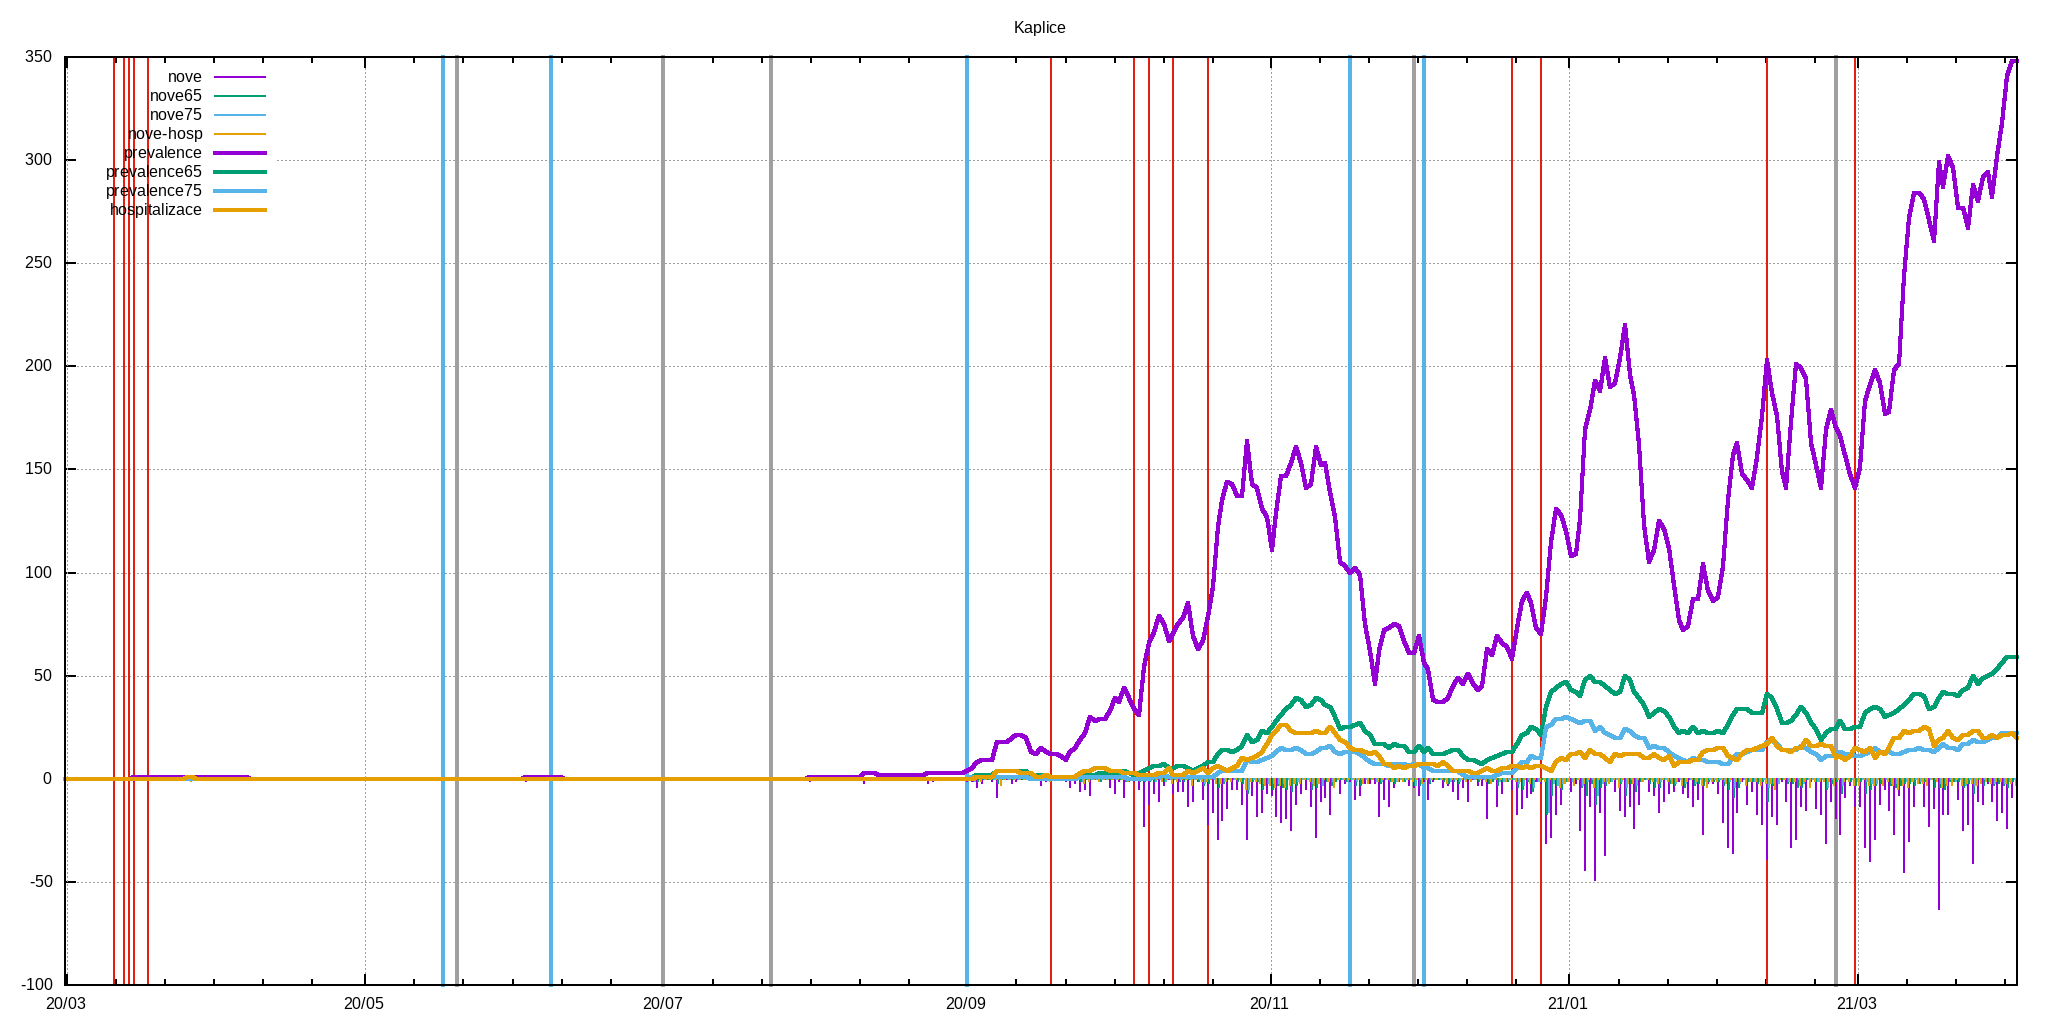 Kaplice
350
300
250
200
150
100
50
0
-50
-100
nove
nove65
nove75
nove-hosp
prevalence
prevalence65
prevalence75
hospitalizace
20/03 20/05 20/07 20/09 20/11 21/01 21/03